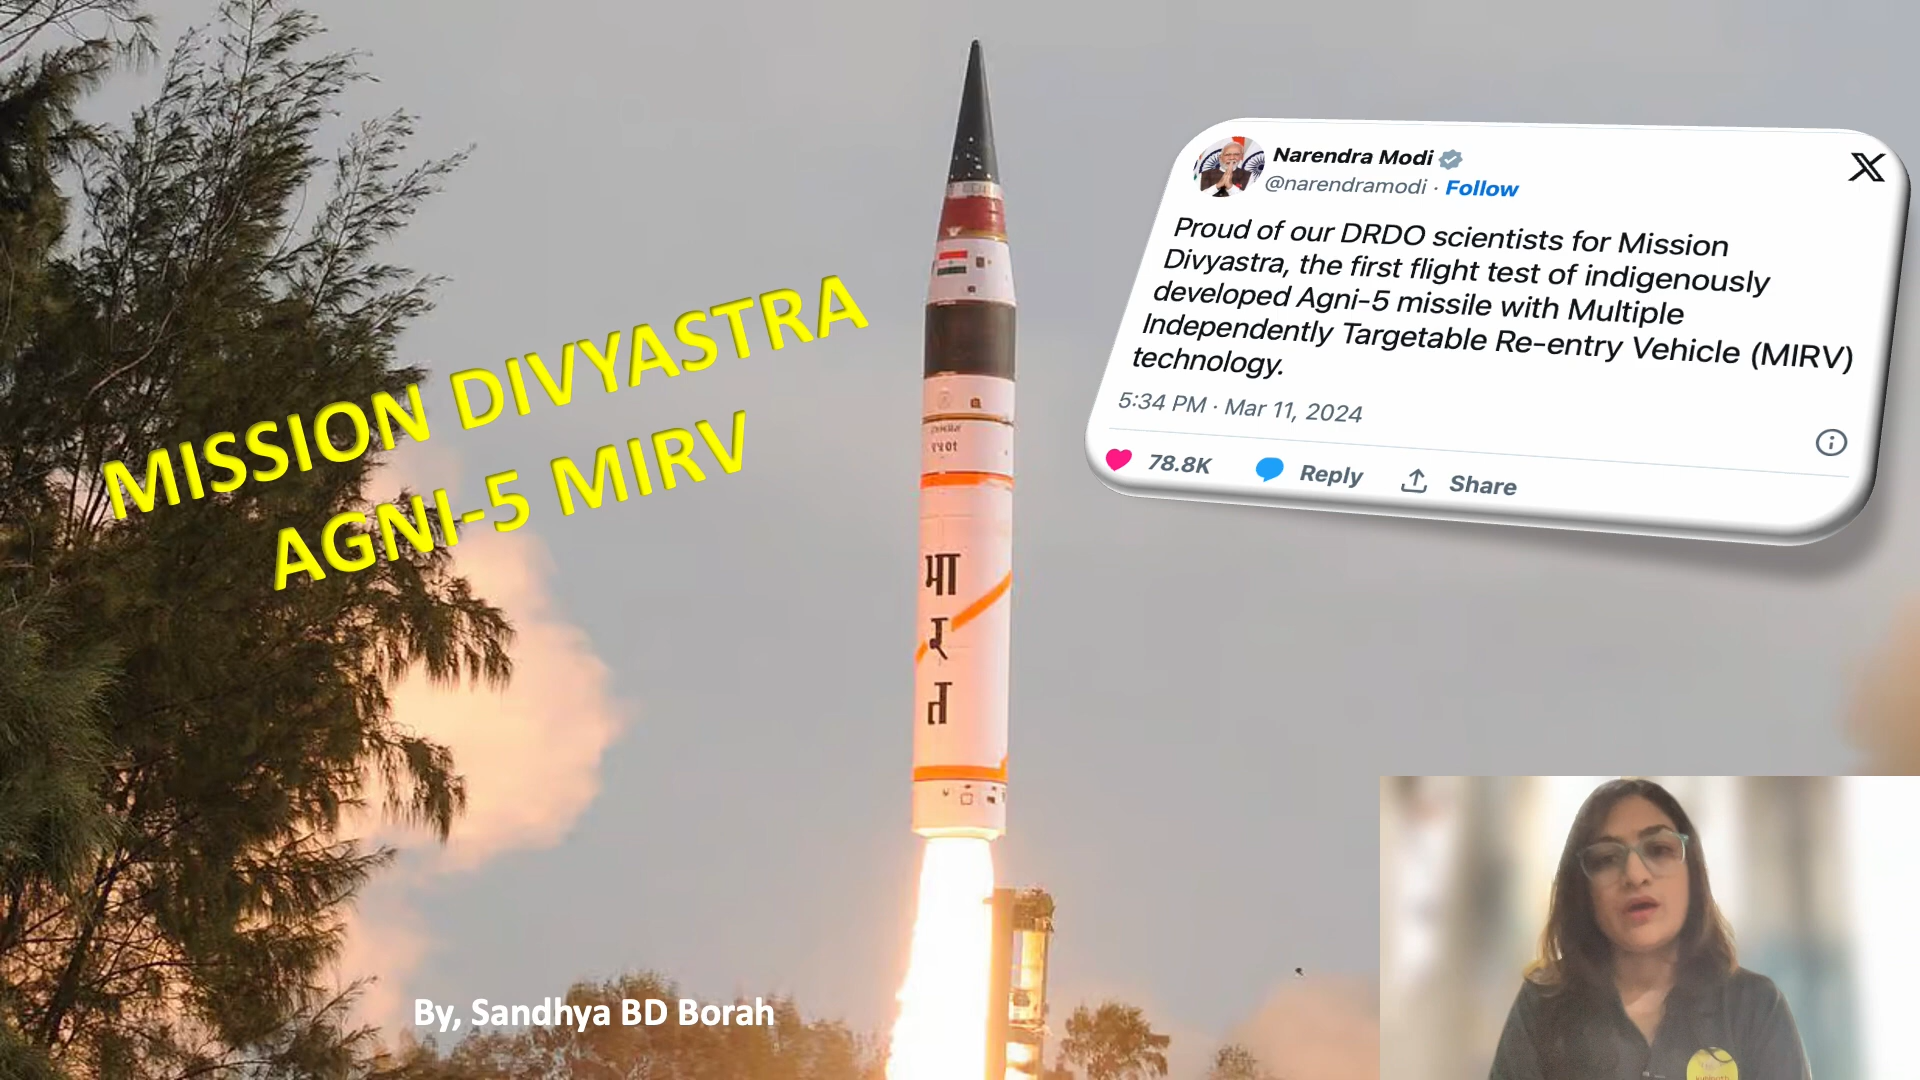 MISSION DIVYASTRA
AGNI-5 MIRV
Narendra Modi
@narendramodi · Follow
Proud of our DRDO scientists for Mission
Divyastra, the first flight test of indigenously
developed Agni-5 missile with Multiple
Independently Targetable Re-entry Vehicle (MIRV)
technology.
5:34 PM · Mar 11, 2024
78.8K Reply Share
भा
र
त
By, Sandhya BD Borah